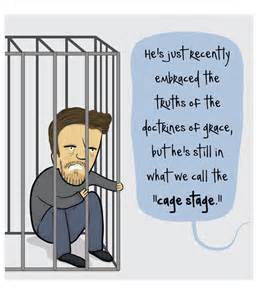 He's just recently
embraced the
truths of the
doctrines of grace,
but he's still in
what we call the
"cage stage."